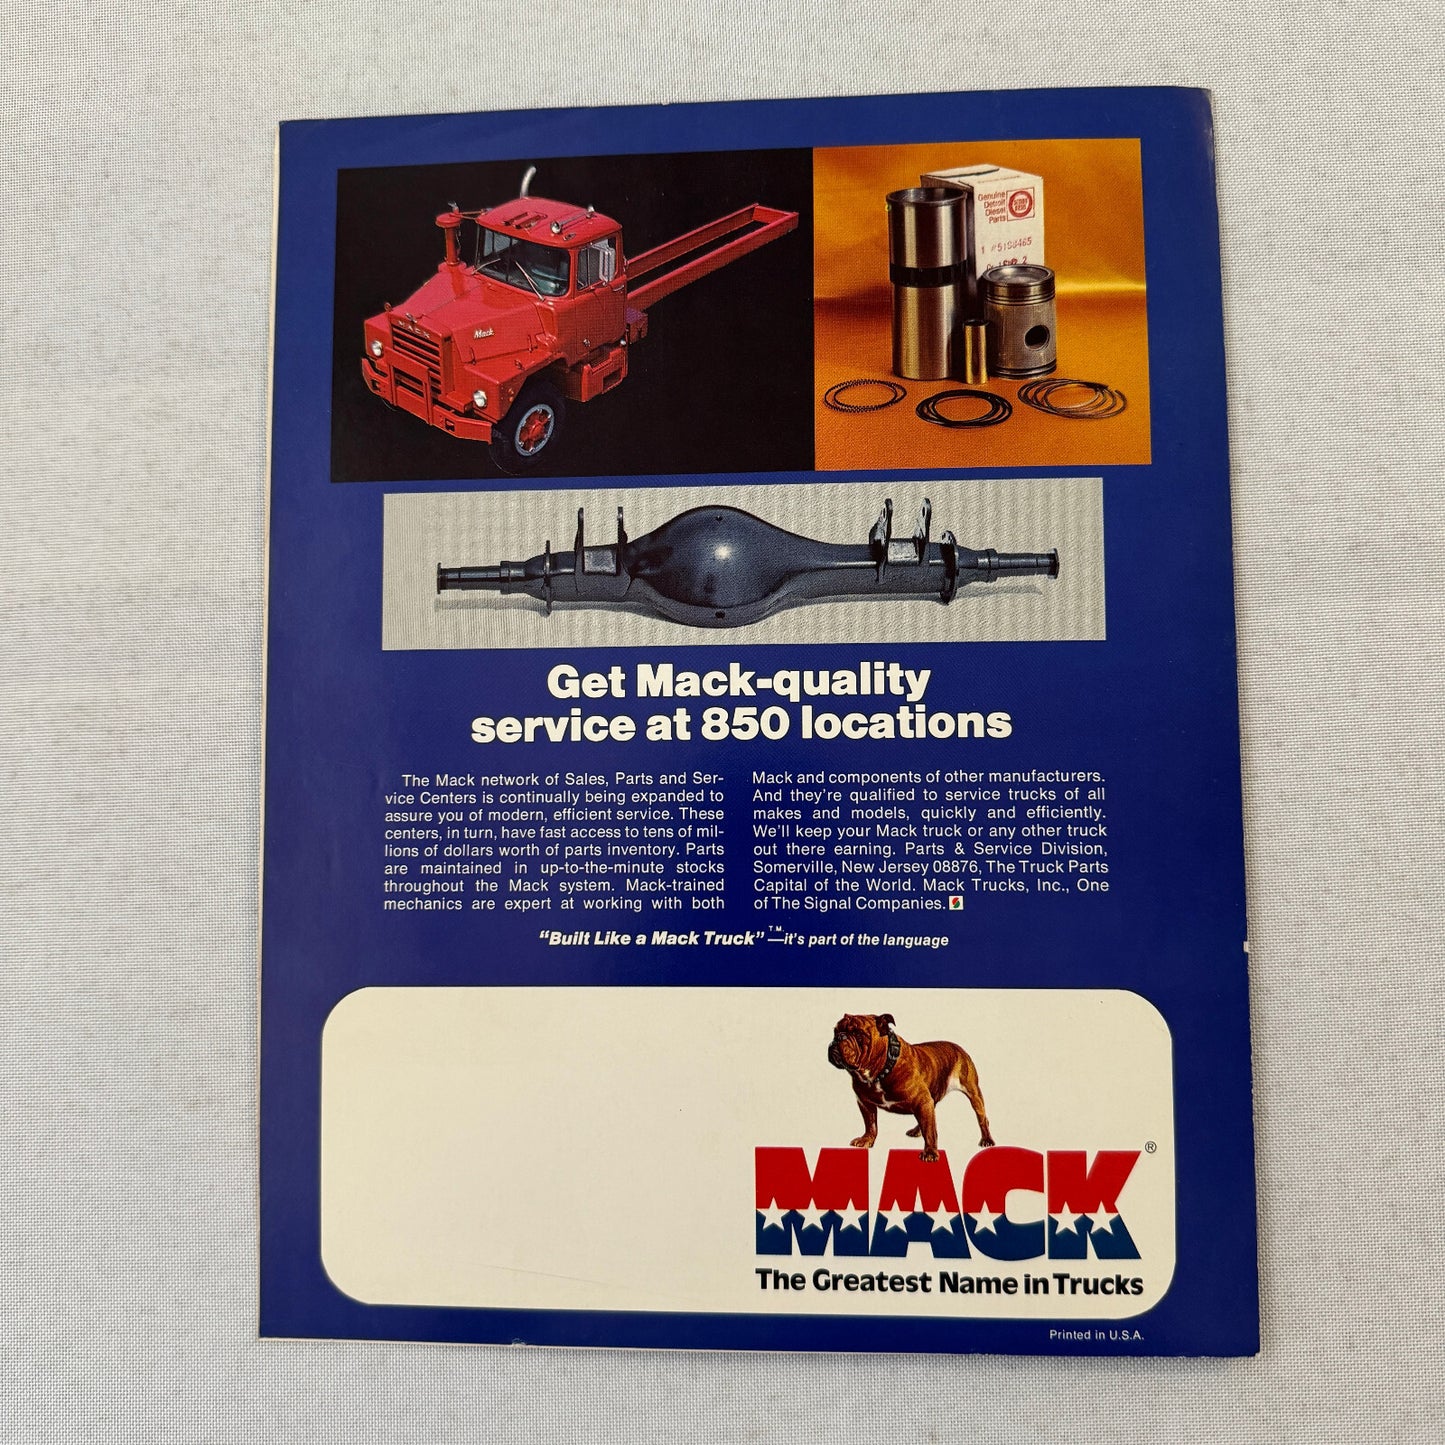 MACK
Mack
Genuine
Detroit
Diesel
Parts
1 #5198465
Get Mack-quality
service at 850 locations
The Mack network of Sales, Parts and Ser-
vice Centers is continually being expanded to
assure you of modern, efficient service. These
centers, in turn, have fast access to tens of mil-
lions of dollars worth of parts inventory. Parts
are maintained in up-to-the-minute stocks
throughout the Mack system. Mack-trained
mechanics are expert at working with both
Mack and components of other manufacturers.
And they're qualified to service trucks of all
makes and models, quickly and efficiently.
We'll keep your Mack truck or any other truck
out there earning. Parts & Service Division,
Somerville, New Jersey 08876, The Truck Parts
Capital of the World. Mack Trucks, Inc., One
of The Signal Companies.
"Built Like a Mack Truck" T.M. —it's part of the language
MACK®
The Greatest Name in Trucks
Printed in U.S.A.